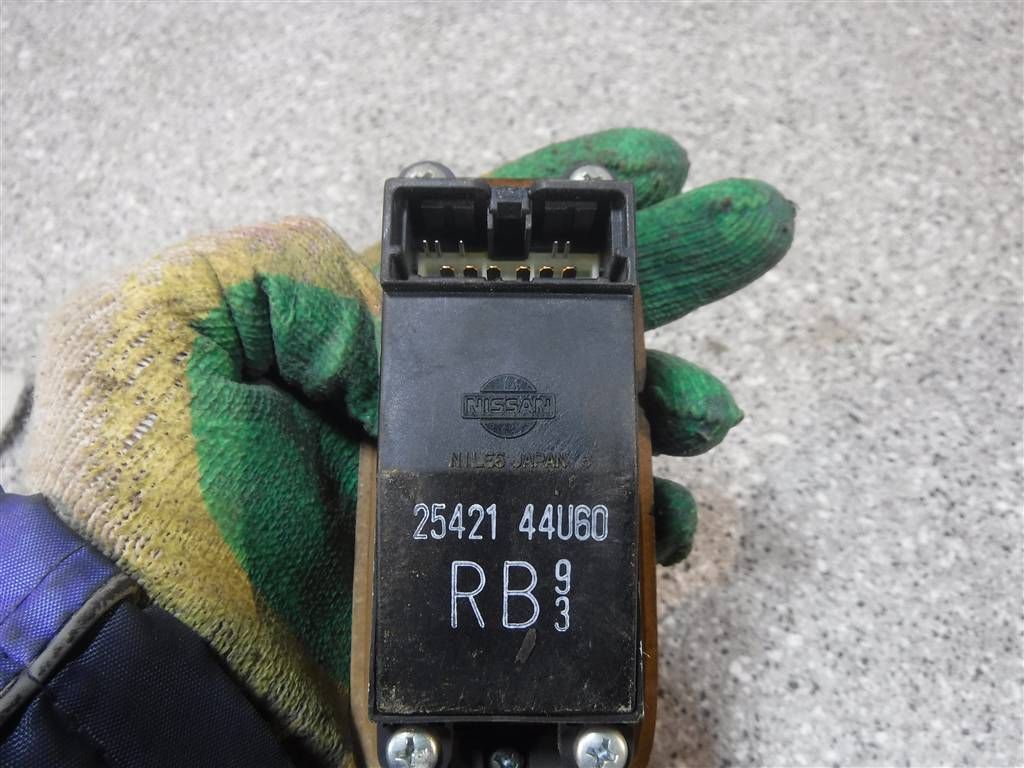 NISSAN
NILES JAPAN
25421 44U60
RB 9
3